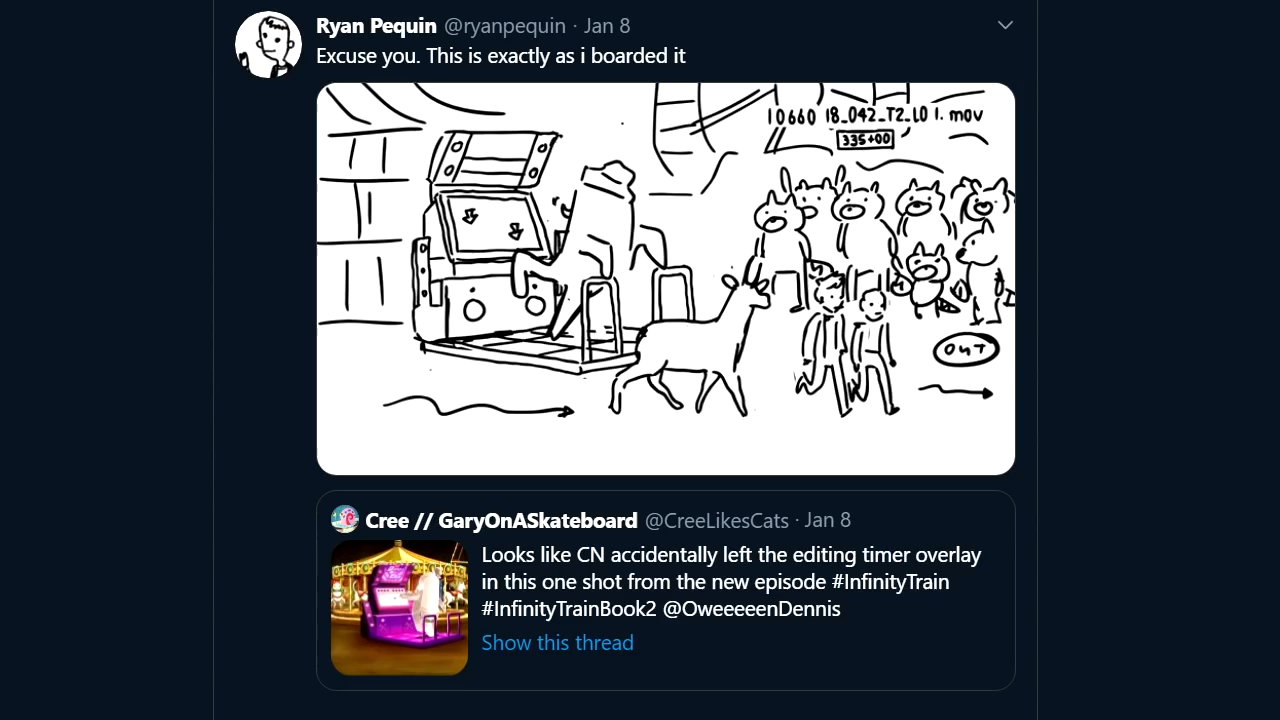 Ryan Pequin @ryanpequin · Jan 8
Excuse you. This is exactly as i boarded it
10660 18_042_T2_LO 1. mov
335+00
OUT
Cree // GaryOnASkateboard @CreeLikesCats · Jan 8
Looks like CN accidentally left the editing timer overlay
in this one shot from the new episode #InfinityTrain
#InfinityTrainBook2 @OweeeeenDennis
Show this thread